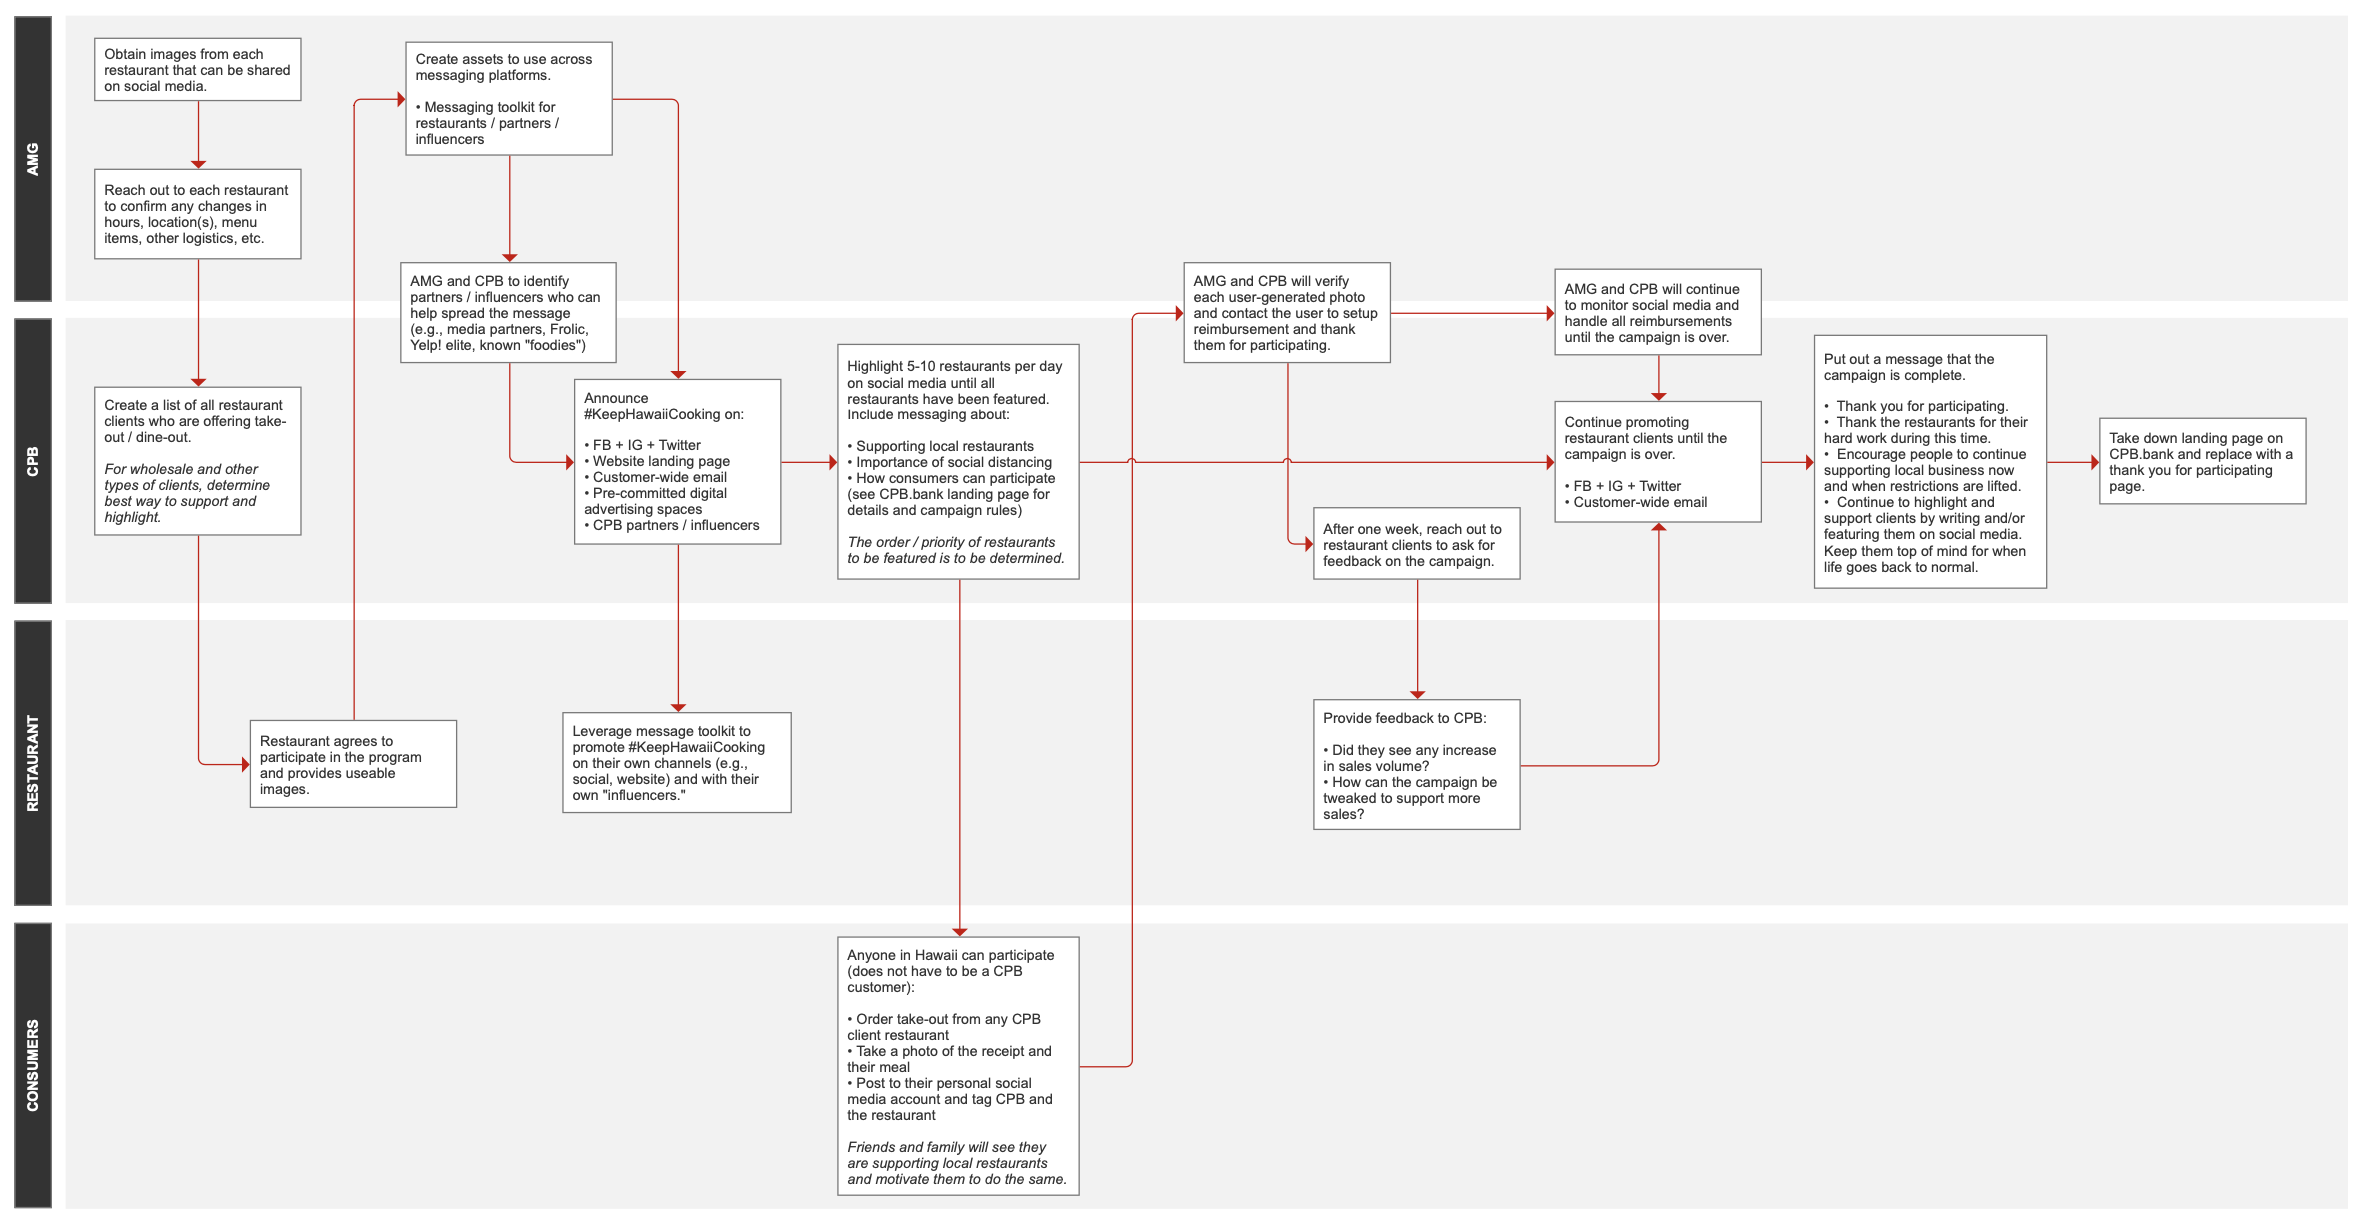 AMG
Obtain images from each
restaurant that can be shared
on social media.
Reach out to each restaurant
to confirm any changes in
hours, location(s), menu
items, other logistics, etc.
Create assets to use across
messaging platforms.
• Messaging toolkit for
restaurants / partners /
influencers
AMG and CPB to identify
partners / influencers who can
help spread the message
(e.g., media partners, Frolic,
Yelp! elite, known "foodies")
AMG and CPB will verify
each user-generated photo
and contact the user to setup
reimbursement and thank
them for participating.
AMG and CPB will continue
to monitor social media and
handle all reimbursements
until the campaign is over.
CPB
Create a list of all restaurant
clients who are offering take-
out / dine-out.
For wholesale and other
types of clients, determine
best way to support and
highlight.
Announce
#KeepHawaiiCooking on:
• FB + IG + Twitter
• Website landing page
• Customer-wide email
• Pre-committed digital
advertising spaces
• CPB partners / influencers
Highlight 5-10 restaurants per day
on social media until all
restaurants have been featured.
Include messaging about:
• Supporting local restaurants
• Importance of social distancing
• How consumers can participate
(see CPB.bank landing page for
details and campaign rules)
The order / priority of restaurants
to be featured is to be determined.
After one week, reach out to
restaurant clients to ask for
feedback on the campaign.
Continue promoting
restaurant clients until the
campaign is over.
• FB + IG + Twitter
• Customer-wide email
Put out a message that the
campaign is complete.
• Thank you for participating.
• Thank the restaurants for their
hard work during this time.
• Encourage people to continue
supporting local business now
and when restrictions are lifted.
• Continue to highlight and
support clients by writing and/or
featuring them on social media.
Keep them top of mind for when
life goes back to normal.
Take down landing page on
CPB.bank and replace with a
thank you for participating
page.
RESTAURANT
Restaurant agrees to
participate in the program
and provides useable
images.
Leverage message toolkit to
promote #KeepHawaiiCooking
on their own channels (e.g.,
social, website) and with their
own "influencers."
Provide feedback to CPB:
• Did they see any increase
in sales volume?
• How can the campaign be
tweaked to support more
sales?
CONSUMERS
Anyone in Hawaii can participate
(does not have to be a CPB
customer):
• Order take-out from any CPB
client restaurant
• Take a photo of the receipt and
their meal
• Post to their personal social
media account and tag CPB and
the restaurant
Friends and family will see they
are supporting local restaurants
and motivate them to do the same.